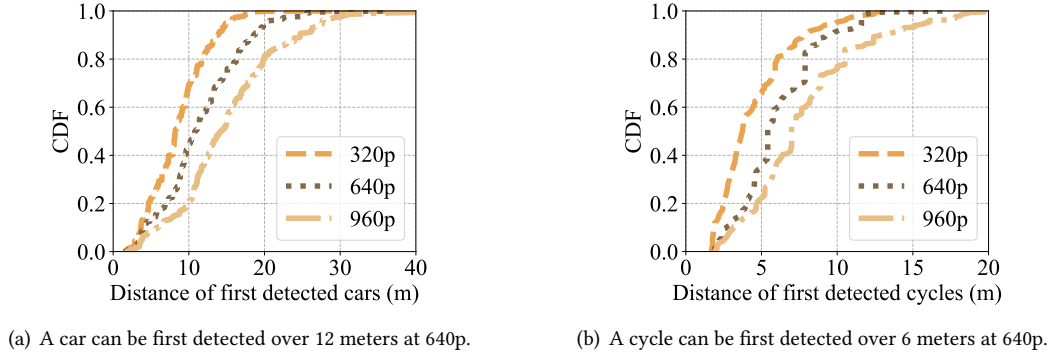 1.0
0.8
0.6
0.4
0.2
0.0
CDF
320p
640p
960p
0 10 20 30 40
Distance of first detected cars (m)
(a) A car can be first detected over 12 meters at 640p.
1.0
0.8
0.6
0.4
0.2
0.0
CDF
320p
640p
960p
0 5 10 15 20
Distance of first detected cycles (m)
(b) A cycle can be first detected over 6 meters at 640p.